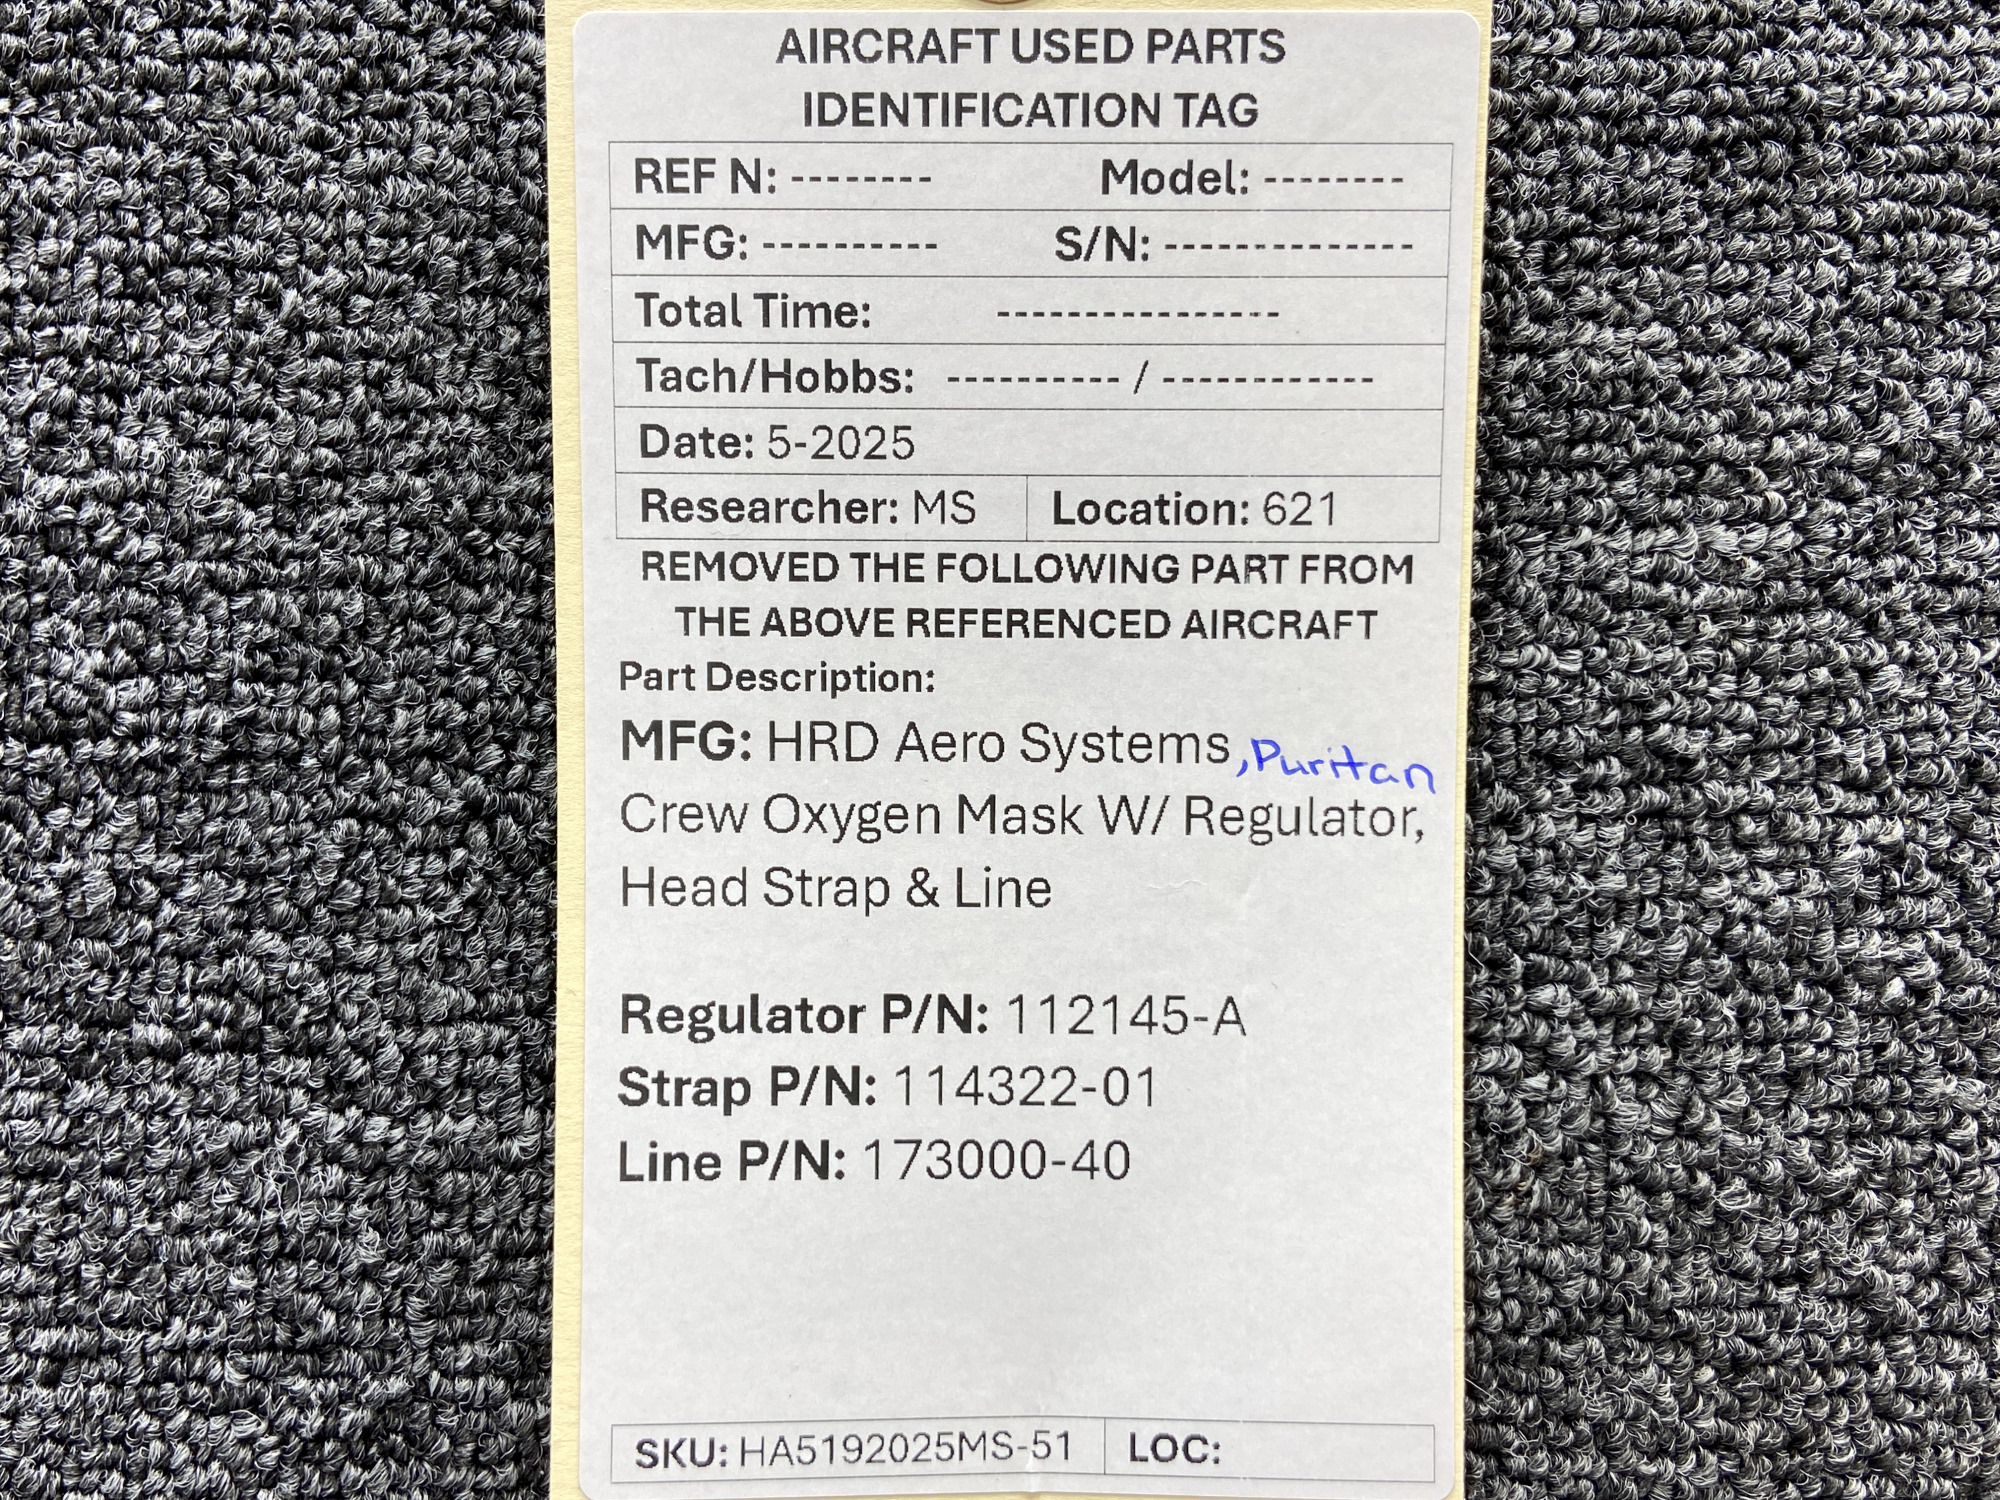 AIRCRAFT USED PARTS
IDENTIFICATION TAG
REF N: -------- Model: --------
MFG: ---------- S/N: --------------
Total Time: ----------------
Tach/Hobbs: ---------- / ------------
Date: 5-2025
Researcher: MS Location: 621
REMOVED THE FOLLOWING PART FROM
THE ABOVE REFERENCED AIRCRAFT
Part Description:
MFG: HRD Aero Systems, Puritan
Crew Oxygen Mask W/ Regulator,
Head Strap & Line
Regulator P/N: 112145-A
Strap P/N: 114322-01
Line P/N: 173000-40
SKU: HA5192025MS-51 LOC: